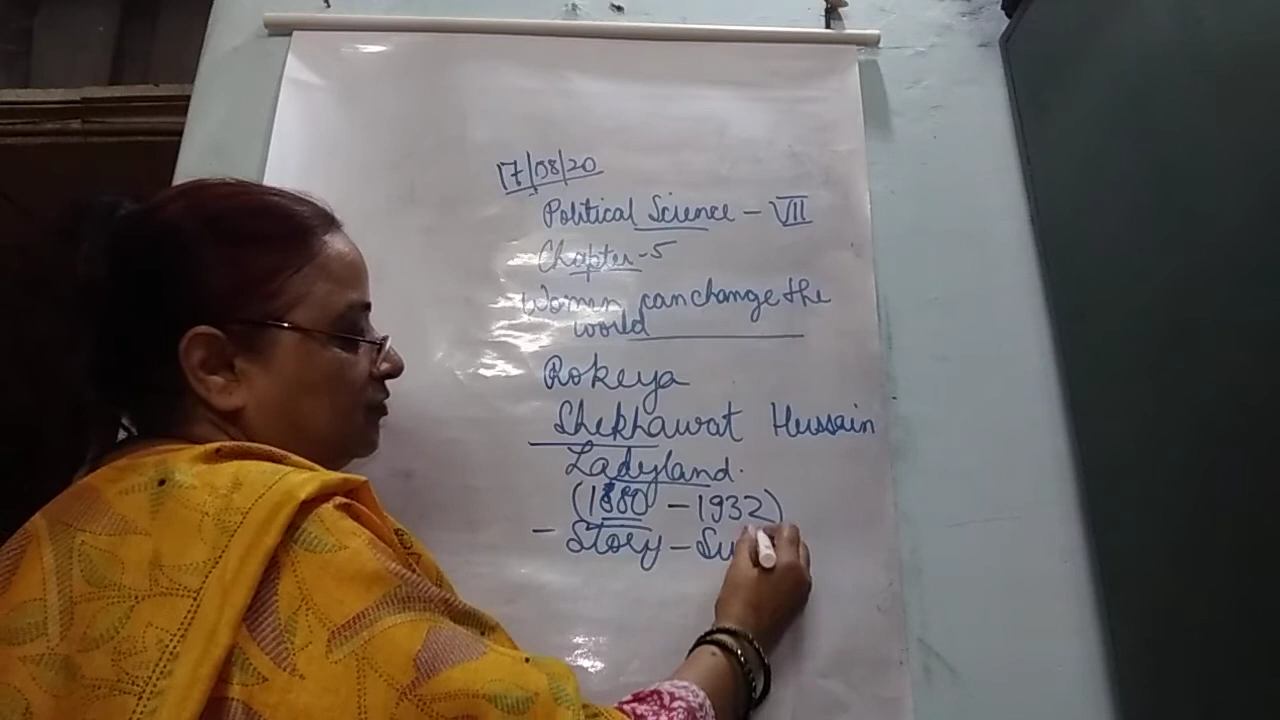 17/08/20
Political Science - VII
Chapter-5
Women can change the
world
Rokeya
Shekhawat Hussain
Ladyland.
(1880 - 1932)
- Story - Su